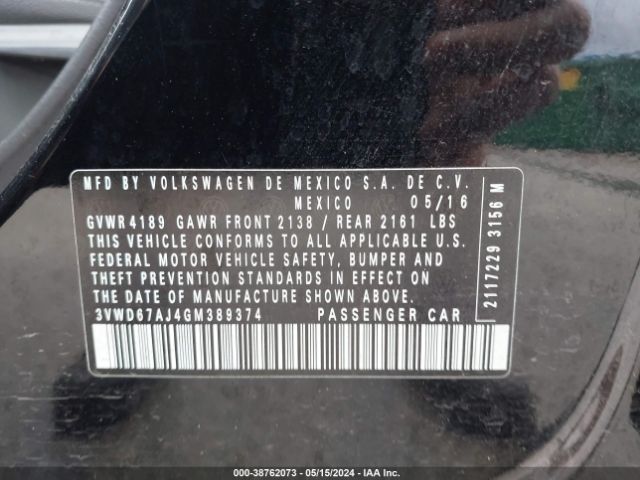 MFD BY VOLKSWAGEN DE MEXICO S.A. DE C.V.
MEXICO 05/16
GVWR 4189 GAWR FRONT 2138 / REAR 2161 LBS
THIS VEHICLE CONFORMS TO ALL APPLICABLE U.S.
FEDERAL MOTOR VEHICLE SAFETY, BUMPER AND
THEFT PREVENTION STANDARDS IN EFFECT ON
THE DATE OF MANUFACTURE SHOWN ABOVE.
3VWD67AJ4GM389374 PASSENGER CAR
2117229 3156 M
000-38762073 - 05/15/2024 - IAA Inc.